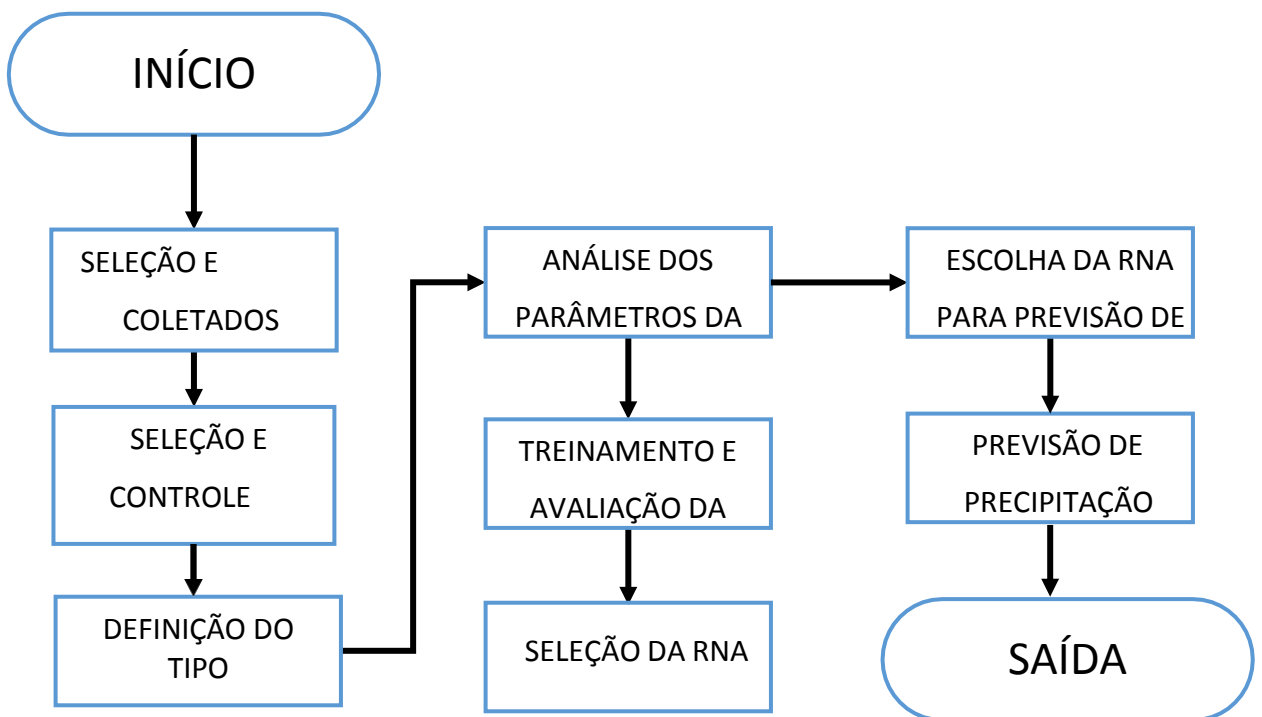 INÍCIO
SELEÇÃO E
COLETADOS
SELEÇÃO E
CONTROLE
DEFINIÇÃO DO
TIPO
ANÁLISE DOS
PARÂMETROS DA
TREINAMENTO E
AVALIAÇÃO DA
SELEÇÃO DA RNA
ESCOLHA DA RNA
PARA PREVISÃO DE
PREVISÃO DE
PRECIPITAÇÃO
SAÍDA